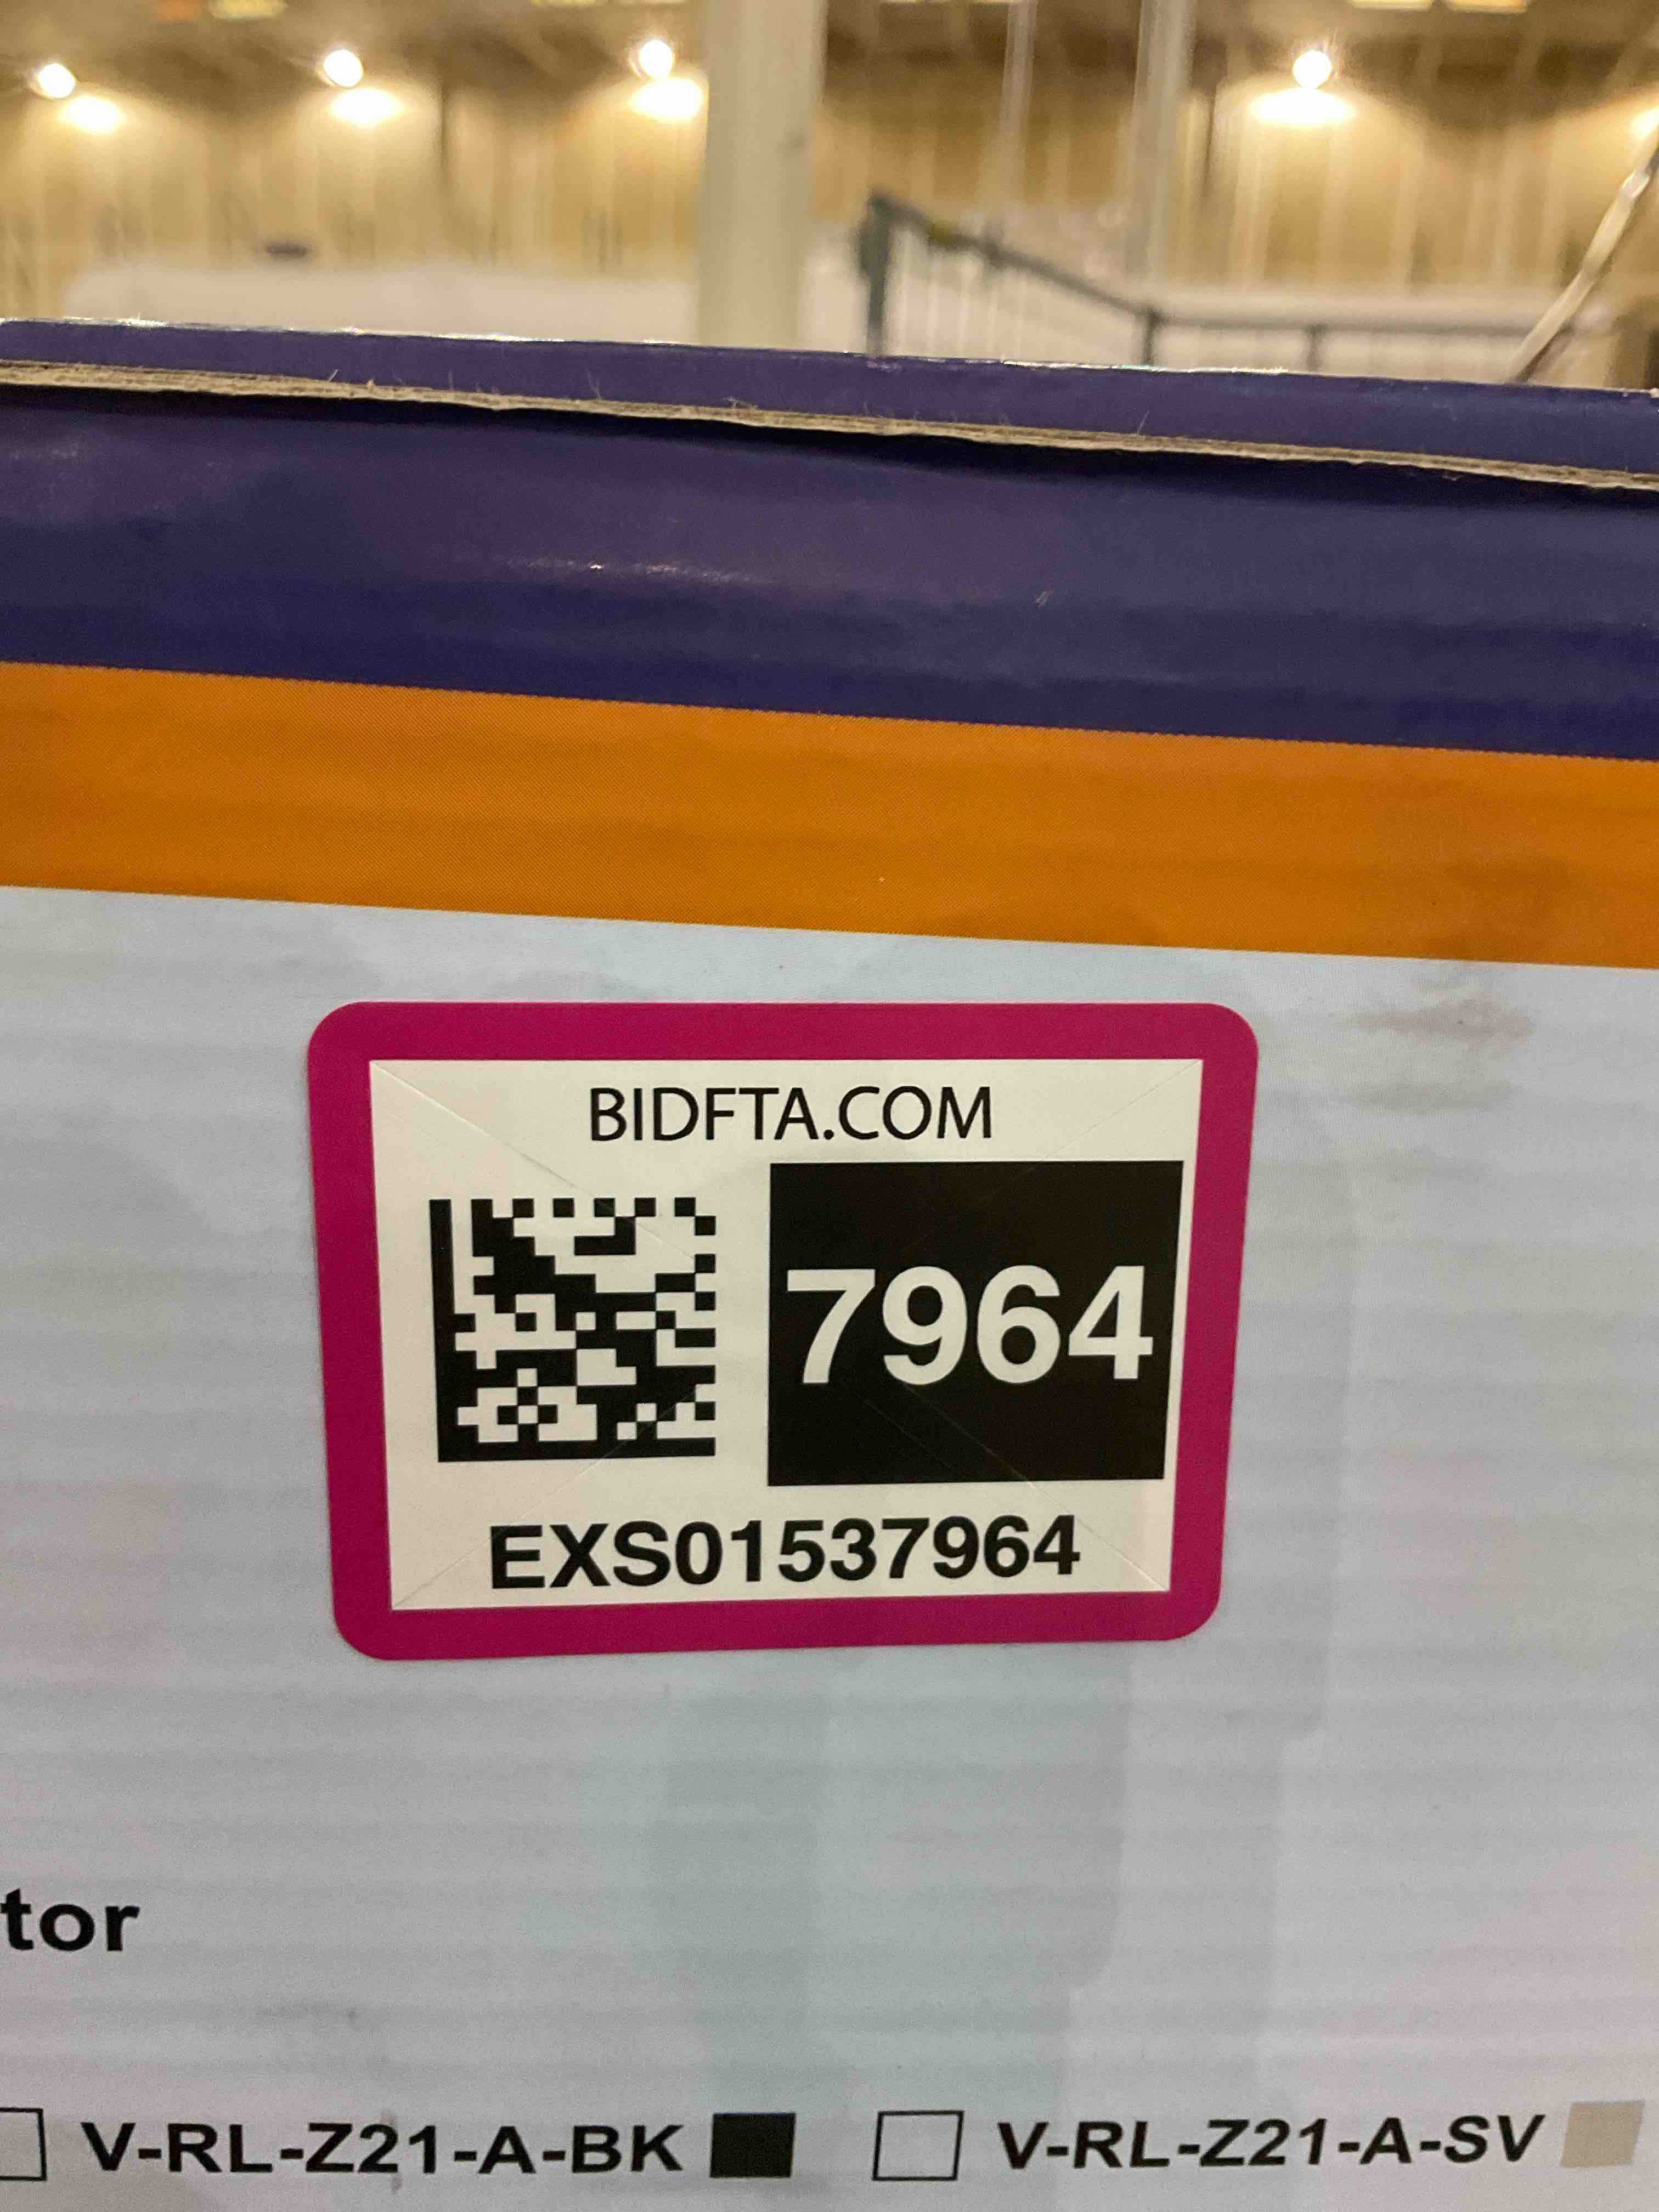 BIDFTA.COM
7964
EXS01537964
tor
V-RL-Z21-A-BK V-RL-Z21-A-SV